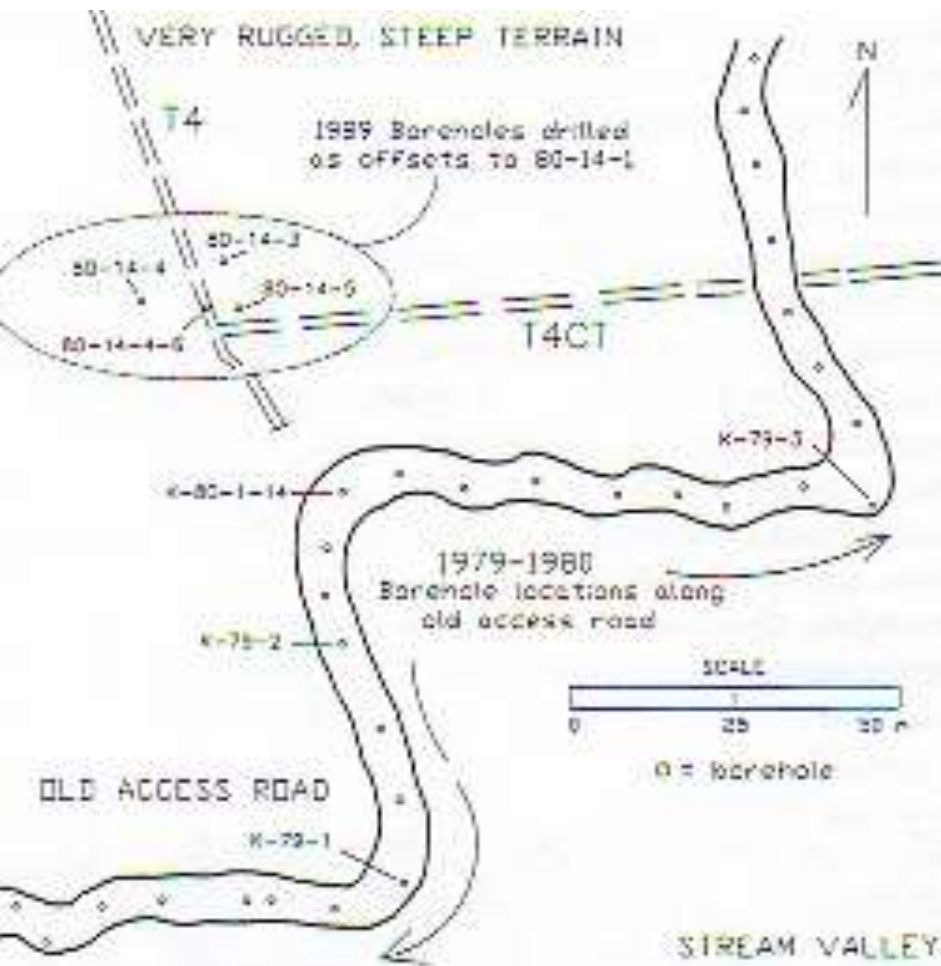 VERY RUGGED, STEEP TERRAIN
N
T4
1989 Boreholes drilled
as offsets to 80-14-1
80-14-3
80-14-4
80-14-5
80-14-4-6
T4CT
K-79-3
K-80-1-14
1979-1980
Borehole locations along
old access road
K-79-2
SCALE
0 25 50 m
o = borehole
OLD ACCESS ROAD
K-79-1
STREAM VALLEY